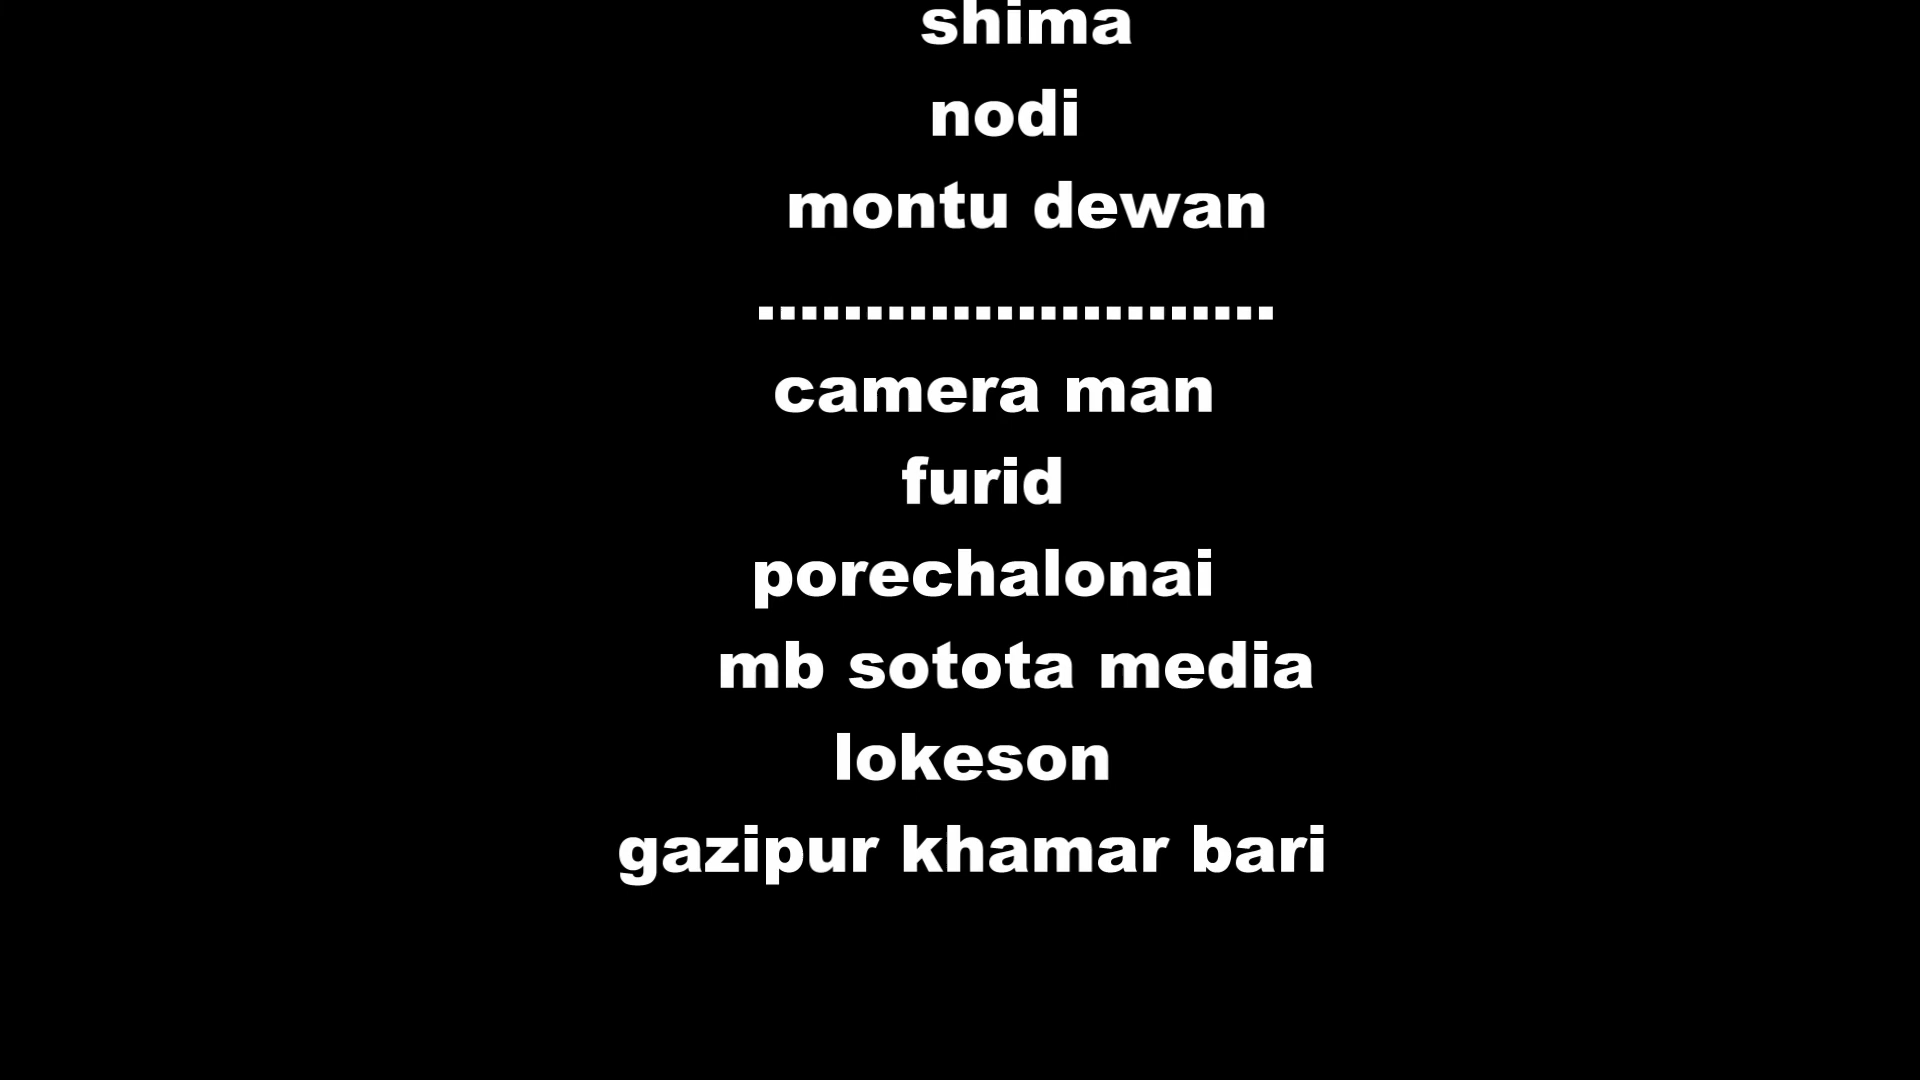 shima
nodi
montu dewan
........................
camera man
furid
porechalonai
mb sotota media
lokeson
gazipur khamar bari